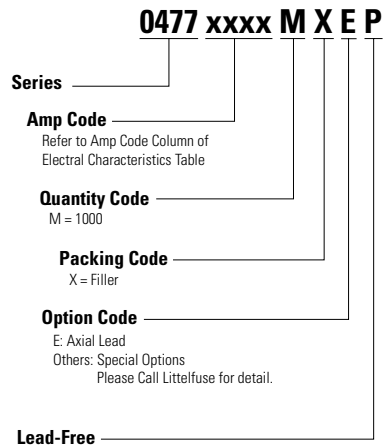 0477 xxxx M X E P
Series
Amp Code
Refer to Amp Code Column of
Electral Characteristics Table
Quantity Code
M = 1000
Packing Code
X = Filler
Option Code
E: Axial Lead
Others: Special Options
Please Call Littelfuse for detail.
Lead-Free